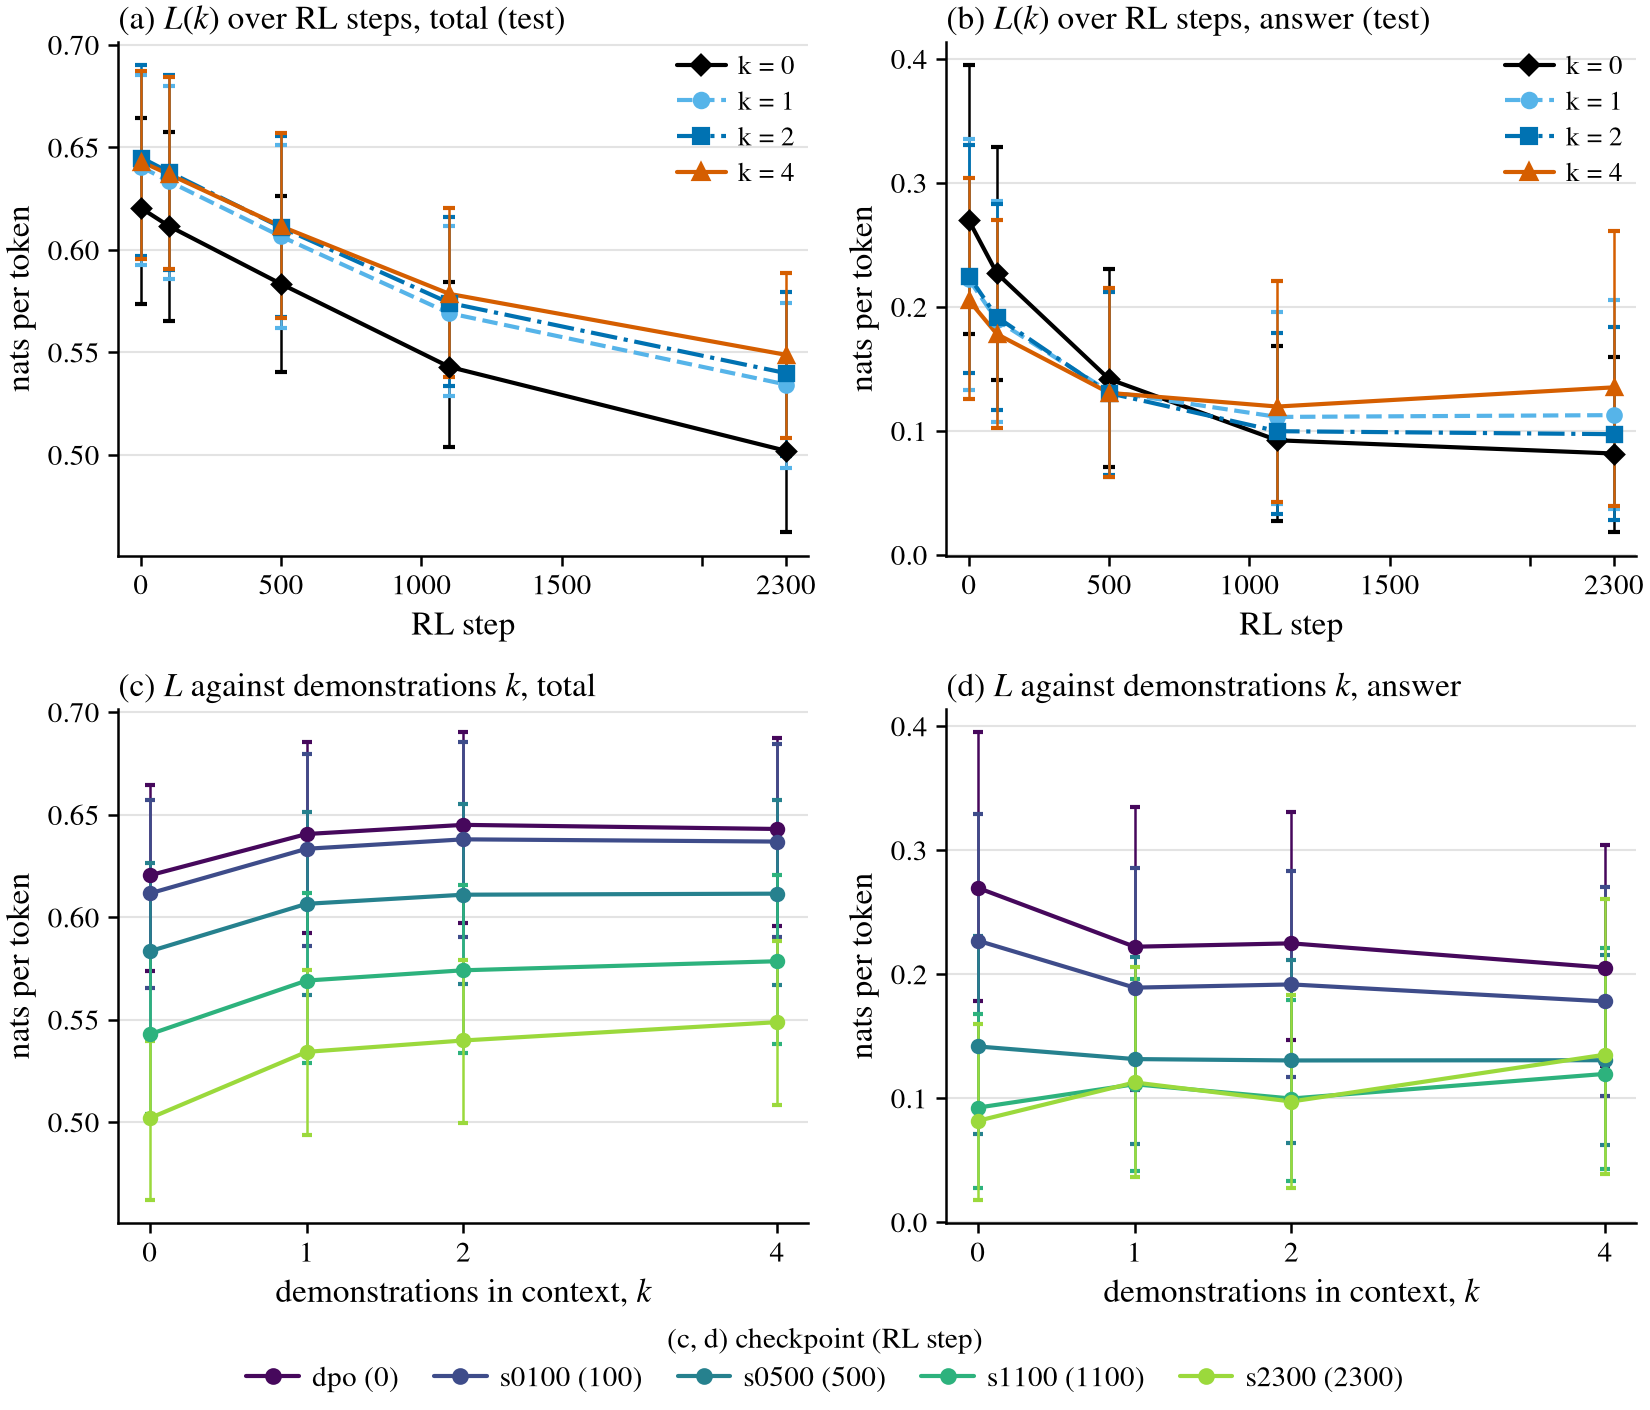 (a) L(k) over RL steps, total (test)
0.70
0.65
0.60
0.55
0.50
nats per token
k = 0
k = 1
k = 2
k = 4
0
500
1000
1500
2300
RL step
(b) L(k) over RL steps, answer (test)
0.4
0.3
0.2
0.1
0.0
nats per token
k = 0
k = 1
k = 2
k = 4
0
500
1000
1500
2300
RL step
(c) L against demonstrations k, total
0.70
0.65
0.60
0.55
0.50
nats per token
0
1
2
4
demonstrations in context, k
(d) L against demonstrations k, answer
0.4
0.3
0.2
0.1
0.0
nats per token
0
1
2
4
demonstrations in context, k
(c, d) checkpoint (RL step)
dpo (0)
s0100 (100)
s0500 (500)
s1100 (1100)
s2300 (2300)